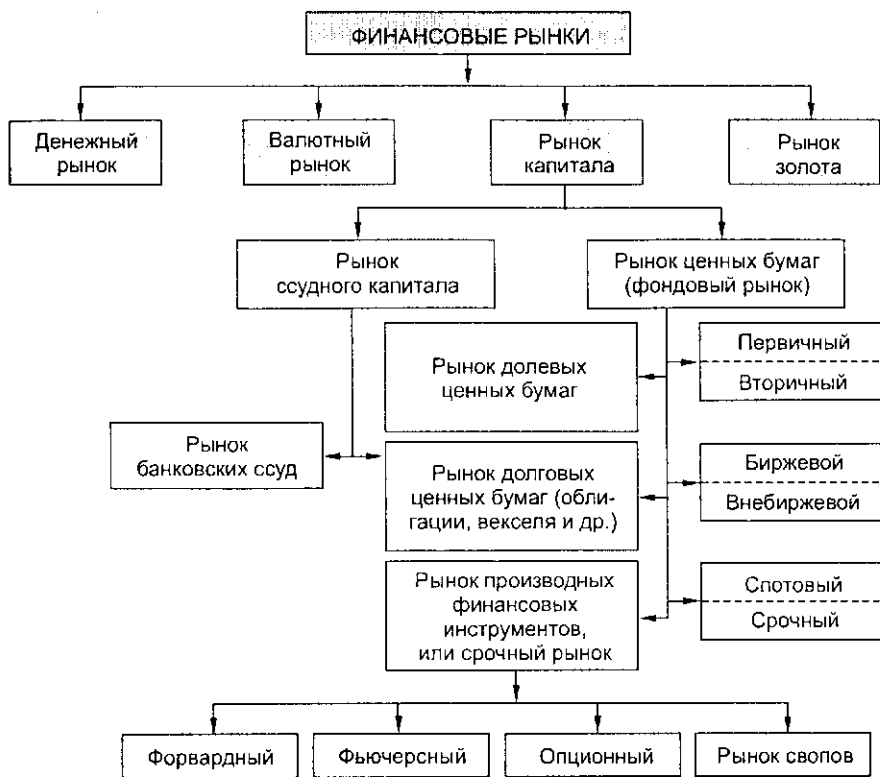 ФИНАНСОВЫЕ РЫНКИ
Денежный
рынок
Валютный
рынок
Рынок
капитала
Рынок
золота
Рынок
ссудного капитала
Рынок ценных бумаг
(фондовый рынок)
Рынок долевых
ценных бумаг
Первичный
Вторичный
Рынок
банковских ссуд
Рынок долговых
ценных бумаг (обли-
гации, векселя и др.)
Биржевой
Внебиржевой
Рынок производных
финансовых
инструментов,
или срочный рынок
Спотовый
Срочный
Форвардный
Фьючерсный
Опционный
Рынок свопов